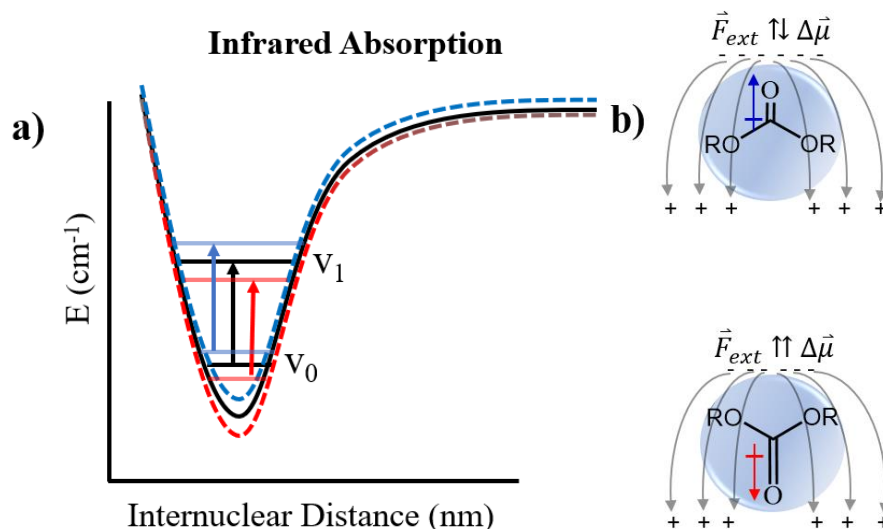 Infrared Absorption
a)
E (cm⁻¹)
V₁
V₀
Internuclear Distance (nm)
b)
F⃗ext ↑↓ Δμ⃗
- - - - - - - -
O
RO OR
+ + + + + +
F⃗ext ↑↑ Δμ⃗
- - - - - - - -
RO OR
O
+ + + + + +